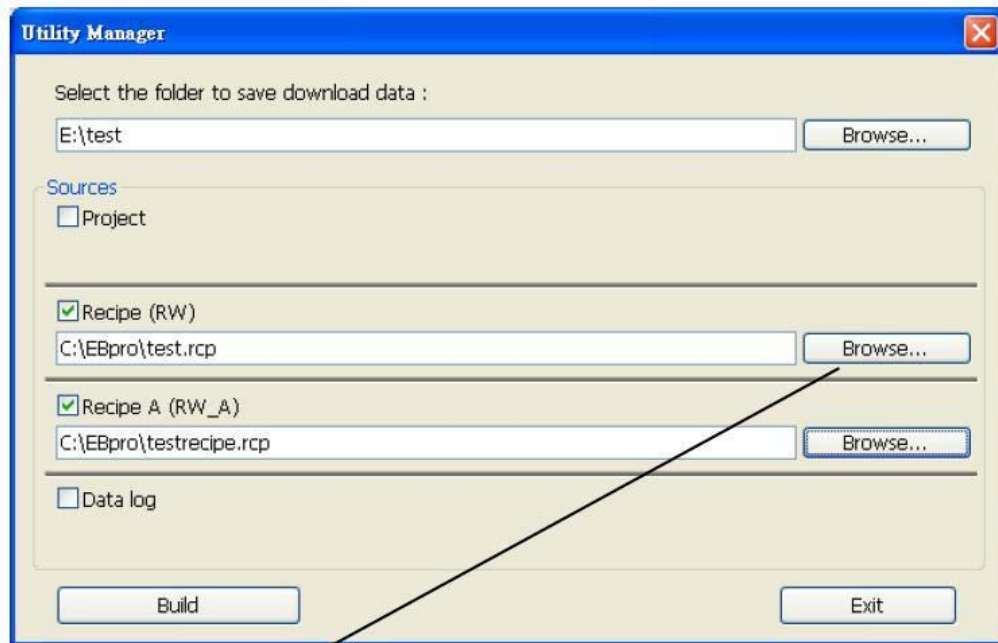 Utility Manager
Select the folder to save download data :
E:\test
Browse...
Sources
Project
Recipe (RW)
C:\EBpro\test.rcp
Browse...
Recipe A (RW_A)
C:\EBpro\testrecipe.rcp
Browse...
Data log
Build
Exit